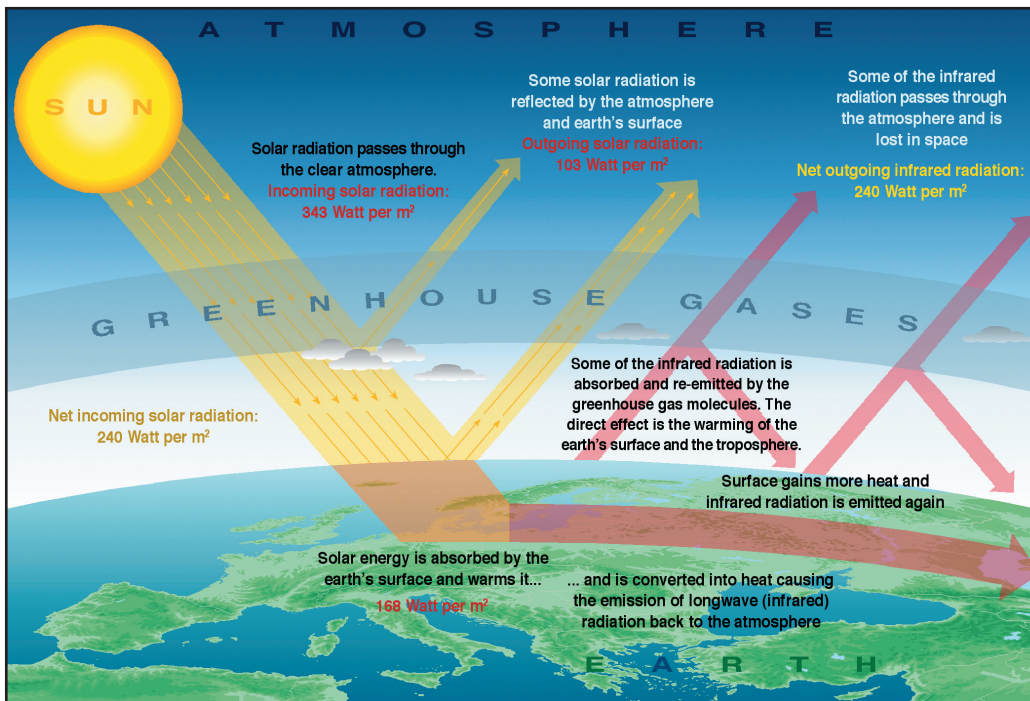 A T M O S P H E R E
S U N
Solar radiation passes through
the clear atmosphere.
Incoming solar radiation:
343 Watt per m²
Some solar radiation is
reflected by the atmosphere
and earth's surface
Outgoing solar radiation:
103 Watt per m²
Some of the infrared
radiation passes through
the atmosphere and is
lost in space
Net outgoing infrared radiation:
240 Watt per m²
G R E E N H O U S E G A S E S
Net incoming solar radiation:
240 Watt per m²
Some of the infrared radiation is
absorbed and re-emitted by the
greenhouse gas molecules. The
direct effect is the warming of the
earth's surface and the troposphere.
Surface gains more heat and
infrared radiation is emitted again
Solar energy is absorbed by the
earth's surface and warms it...
168 Watt per m²
... and is converted into heat causing
the emission of longwave (infrared)
radiation back to the atmosphere
E A R T H